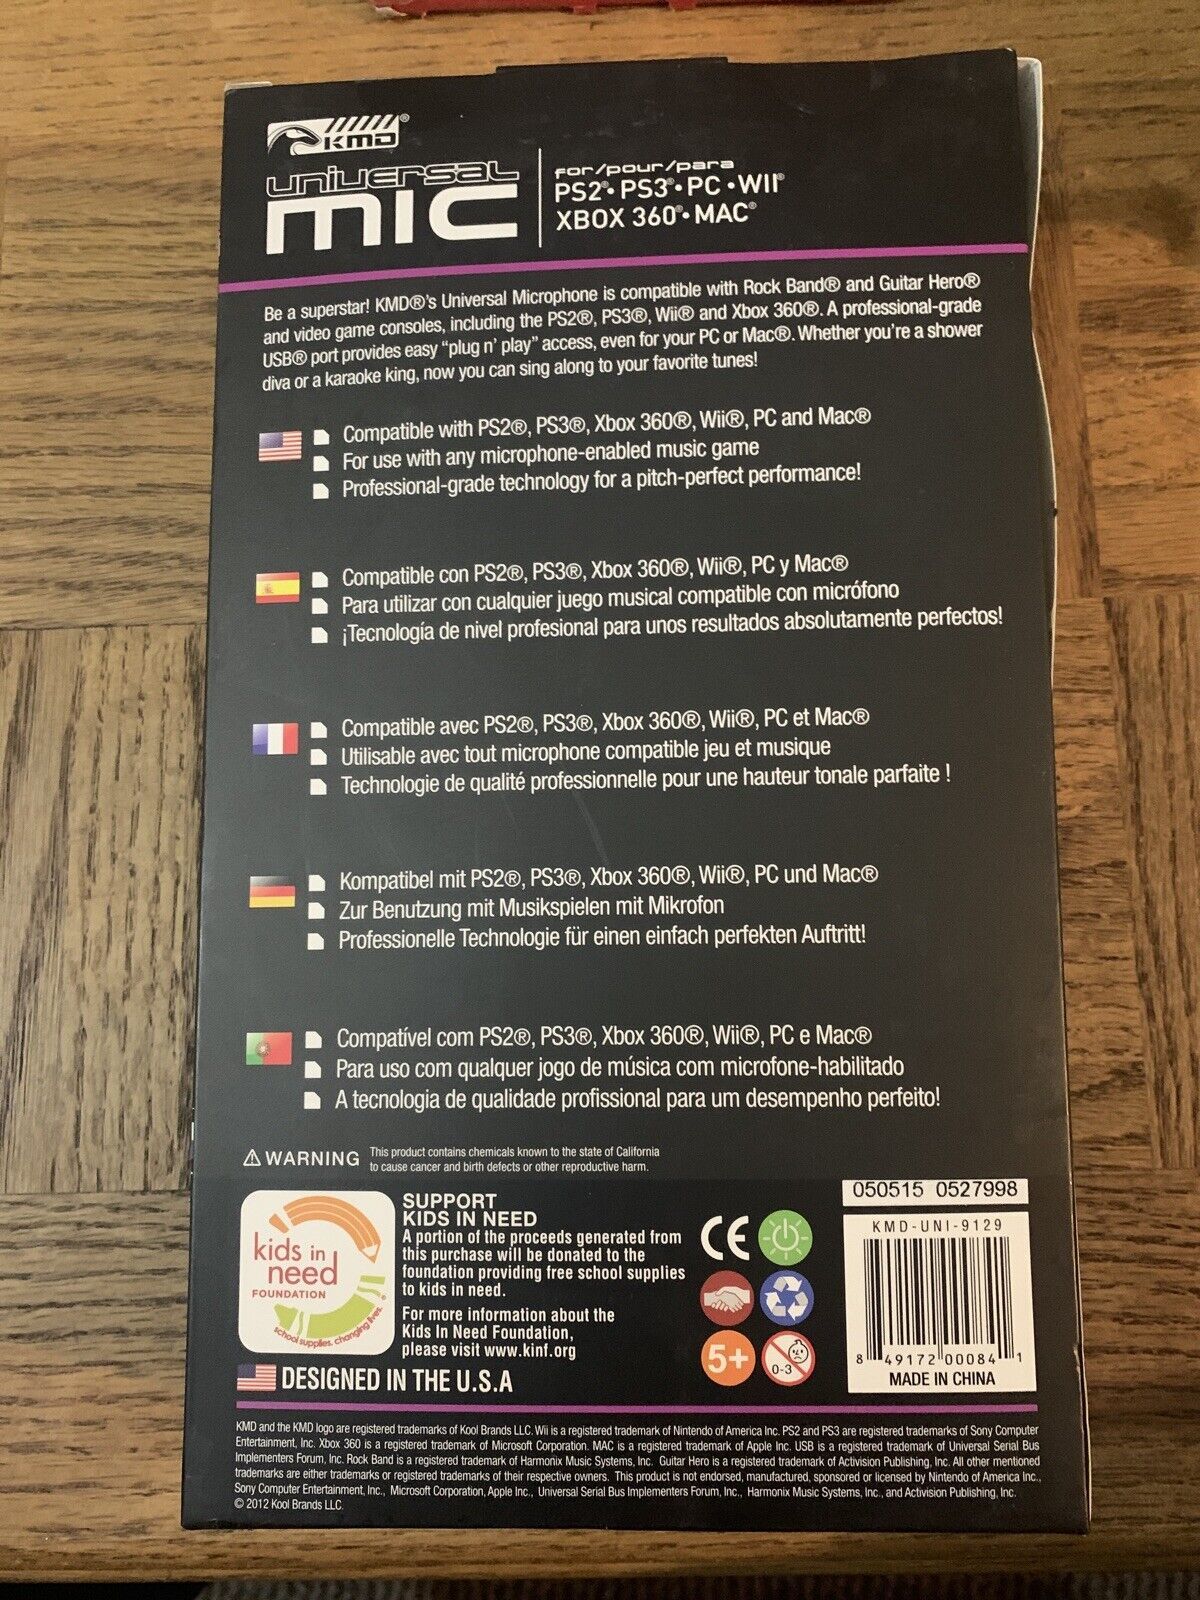 KMD®
universal
mic
for/pour/para
PS2®•PS3®•PC•WII®
XBOX 360®•MAC®
Be a superstar! KMD®'s Universal Microphone is compatible with Rock Band® and Guitar Hero®
and video game consoles, including the PS2®, PS3®, Wii® and Xbox 360®. A professional-grade
USB® port provides easy "plug n' play" access, even for your PC or Mac®. Whether you're a shower
diva or a karaoke king, now you can sing along to your favorite tunes!
Compatible with PS2®, PS3®, Xbox 360®, Wii®, PC and Mac®
For use with any microphone-enabled music game
Professional-grade technology for a pitch-perfect performance!
Compatible con PS2®, PS3®, Xbox 360®, Wii®, PC y Mac®
Para utilizar con cualquier juego musical compatible con micrófono
¡Tecnología de nivel profesional para unos resultados absolutamente perfectos!
Compatible avec PS2®, PS3®, Xbox 360®, Wii®, PC et Mac®
Utilisable avec tout microphone compatible jeu et musique
Technologie de qualité professionnelle pour une hauteur tonale parfaite !
Kompatibel mit PS2®, PS3®, Xbox 360®, Wii®, PC und Mac®
Zur Benutzung mit Musikspielen mit Mikrofon
Professionelle Technologie für einen einfach perfekten Auftritt!
Compatível com PS2®, PS3®, Xbox 360®, Wii®, PC e Mac®
Para uso com qualquer jogo de música com microfone-habilitado
A tecnologia de qualidade profissional para um desempenho perfeito!
WARNING
This product contains chemicals known to the state of California
to cause cancer and birth defects or other reproductive harm.
kids in
need
FOUNDATION
school supplies. changing lives.®
SUPPORT
KIDS IN NEED
A portion of the proceeds generated from
this purchase will be donated to the
foundation providing free school supplies
to kids in need.
For more information about the
Kids In Need Foundation,
please visit www.kinf.org
DESIGNED IN THE U.S.A
CE
5+
0-3
050515 0527998
KMD-UNI-9129
8 49172 00084 1
MADE IN CHINA
KMD and the KMD logo are registered trademarks of Kool Brands LLC. Wii is a registered trademark of Nintendo of America Inc. PS2 and PS3 are registered trademarks of Sony Computer
Entertainment, Inc. Xbox 360 is a registered trademark of Microsoft Corporation. MAC is a registered trademark of Apple Inc. USB is a registered trademark of Universal Serial Bus
Implementers Forum, Inc. Rock Band is a registered trademark of Harmonix Music Systems, Inc. Guitar Hero is a registered trademark of Activision Publishing, Inc. All other mentioned
trademarks are either trademarks or registered trademarks of their respective owners. This product is not endorsed, manufactured, sponsored or licensed by Nintendo of America Inc.,
Sony Computer Entertainment, Inc., Microsoft Corporation, Apple Inc., Universal Serial Bus Implementers Forum, Inc., Harmonix Music Systems, Inc., and Activision Publishing, Inc.
© 2012 Kool Brands LLC.